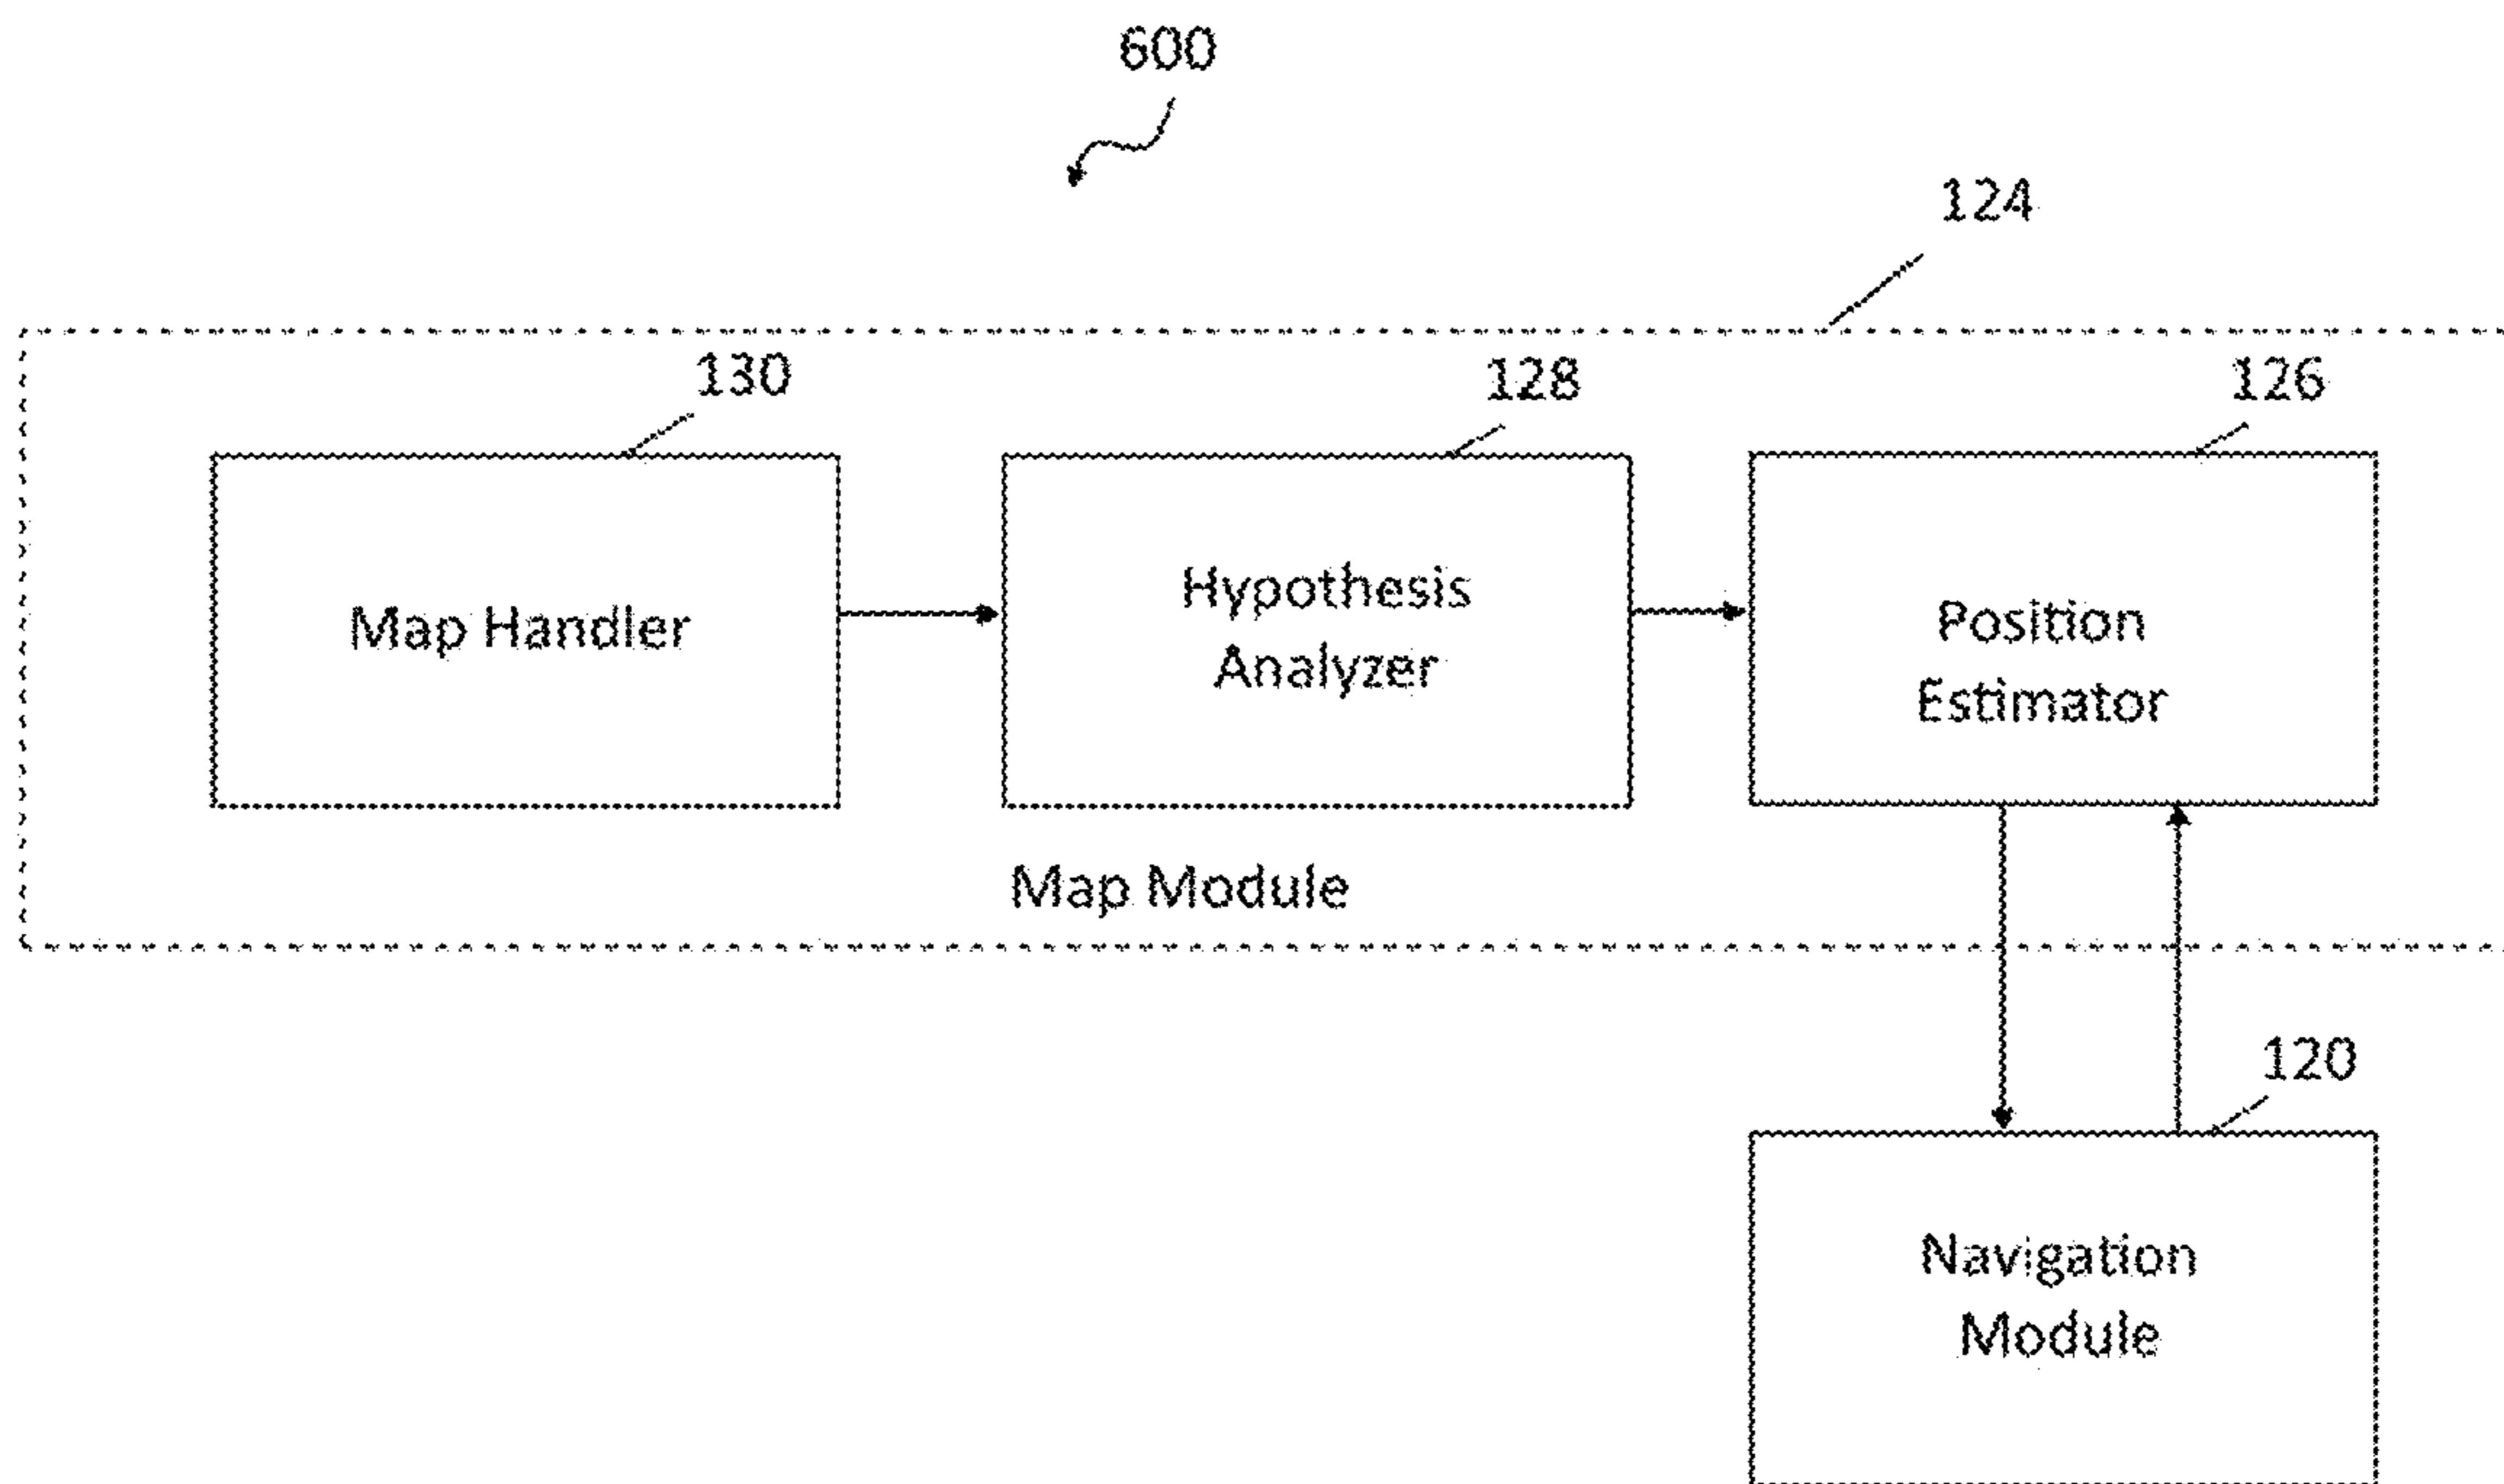 600
124
130
128
126
Map Handler
Hypothesis
Analyzer
Position
Estimator
Map Module
120
Navigation
Module